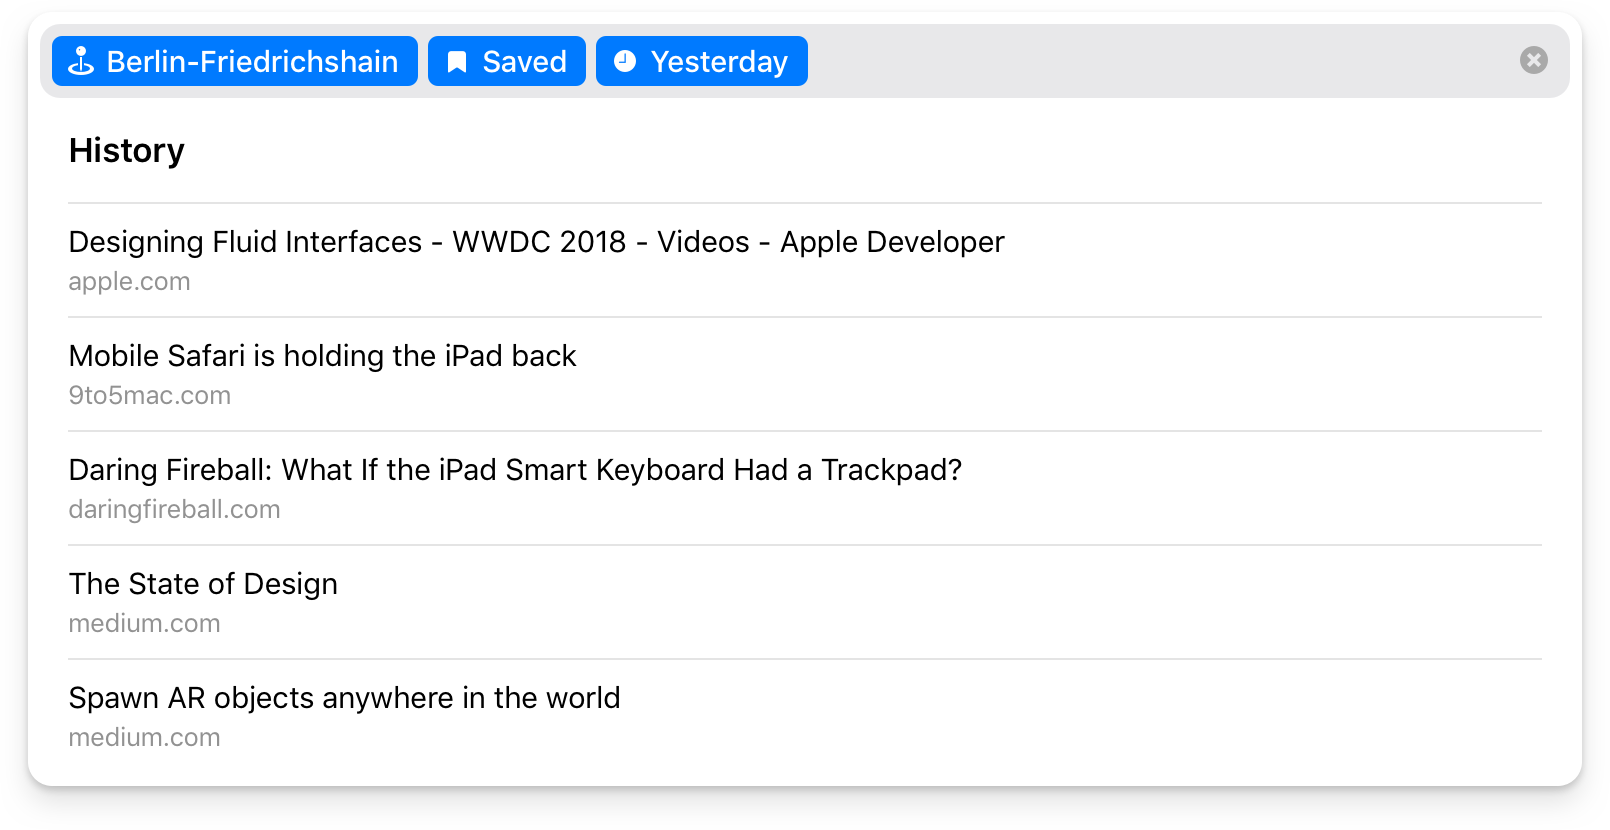 Berlin-Friedrichshain Saved Yesterday
History
Designing Fluid Interfaces - WWDC 2018 - Videos - Apple Developer
apple.com
Mobile Safari is holding the iPad back
9to5mac.com
Daring Fireball: What If the iPad Smart Keyboard Had a Trackpad?
daringfireball.com
The State of Design
medium.com
Spawn AR objects anywhere in the world
medium.com